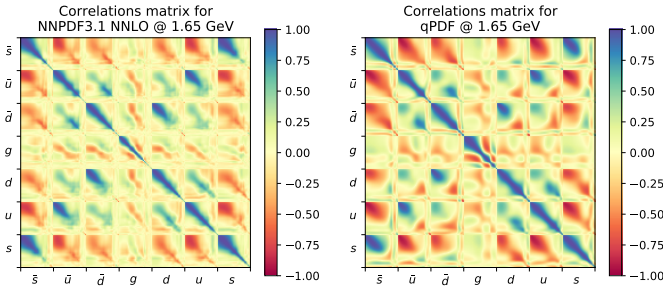 Correlations matrix for
NNPDF3.1 NNLO @ 1.65 GeV
s̄
ū
d̄
g
d
u
s
s̄ ū d̄ g d u s
1.00
0.75
0.50
0.25
0.00
−0.25
−0.50
−0.75
−1.00
Correlations matrix for
qPDF @ 1.65 GeV
s̄
ū
d̄
g
d
u
s
s̄ ū d̄ g d u s
1.00
0.75
0.50
0.25
0.00
−0.25
−0.50
−0.75
−1.00